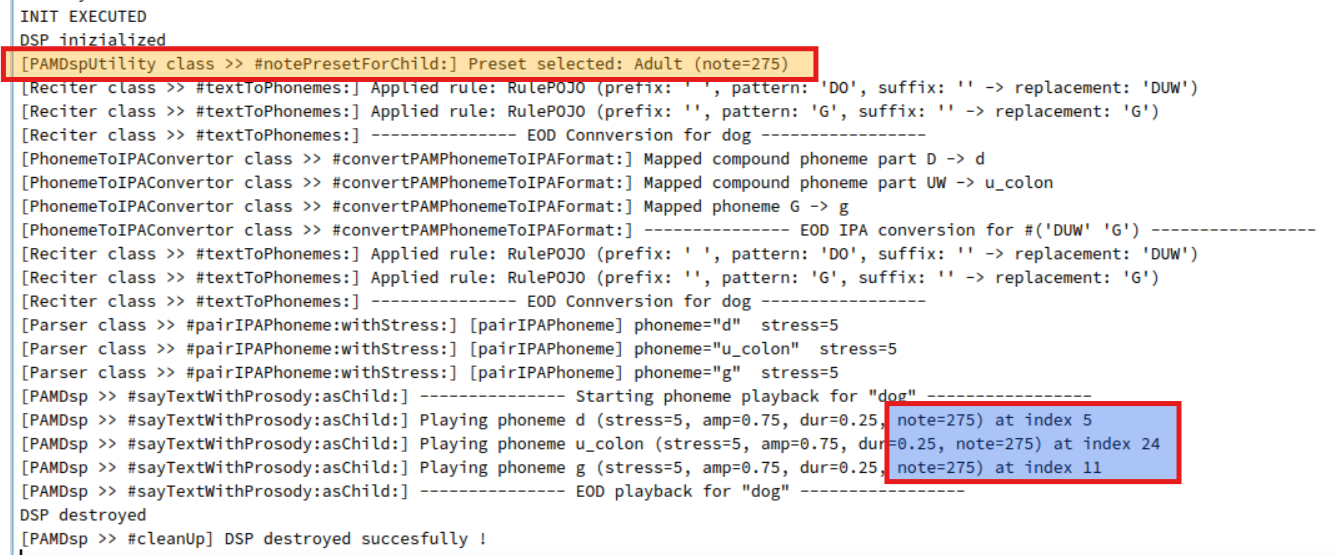 INIT EXECUTED
DSP inizialized
[PAMDspUtility class >> #notePresetForChild:] Preset selected: Adult (note=275)
[Reciter class >> #textToPhonemes:] Applied rule: RulePOJO (prefix: ' ', pattern: 'DO', suffix: '' -> replacement: 'DUW')
[Reciter class >> #textToPhonemes:] Applied rule: RulePOJO (prefix: '', pattern: 'G', suffix: '' -> replacement: 'G')
[Reciter class >> #textToPhonemes:] --------------- EOD Connversion for dog -----------------
[PhonemeToIPAConvertor class >> #convertPAMPhonemeToIPAFormat:] Mapped compound phoneme part D -> d
[PhonemeToIPAConvertor class >> #convertPAMPhonemeToIPAFormat:] Mapped compound phoneme part UW -> u_colon
[PhonemeToIPAConvertor class >> #convertPAMPhonemeToIPAFormat:] Mapped phoneme G -> g
[PhonemeToIPAConvertor class >> #convertPAMPhonemeToIPAFormat:] --------------- EOD IPA conversion for #('DUW' 'G') -----------------
[Reciter class >> #textToPhonemes:] Applied rule: RulePOJO (prefix: ' ', pattern: 'DO', suffix: '' -> replacement: 'DUW')
[Reciter class >> #textToPhonemes:] Applied rule: RulePOJO (prefix: '', pattern: 'G', suffix: '' -> replacement: 'G')
[Reciter class >> #textToPhonemes:] --------------- EOD Connversion for dog -----------------
[Parser class >> #pairIPAPhoneme:withStress:] [pairIPAPhoneme] phoneme="d"  stress=5
[Parser class >> #pairIPAPhoneme:withStress:] [pairIPAPhoneme] phoneme="u_colon"  stress=5
[Parser class >> #pairIPAPhoneme:withStress:] [pairIPAPhoneme] phoneme="g"  stress=5
[PAMDsp >> #sayTextWithProsody:asChild:] --------------- Starting phoneme playback for "dog" -----------------
[PAMDsp >> #sayTextWithProsody:asChild:] Playing phoneme d (stress=5, amp=0.75, dur=0.25, note=275) at index 5
[PAMDsp >> #sayTextWithProsody:asChild:] Playing phoneme u_colon (stress=5, amp=0.75, dur=0.25, note=275) at index 24
[PAMDsp >> #sayTextWithProsody:asChild:] Playing phoneme g (stress=5, amp=0.75, dur=0.25, note=275) at index 11
[PAMDsp >> #sayTextWithProsody:asChild:] --------------- EOD playback for "dog" -----------------
DSP destroyed
[PAMDsp >> #cleanUp] DSP destroyed succesfully !